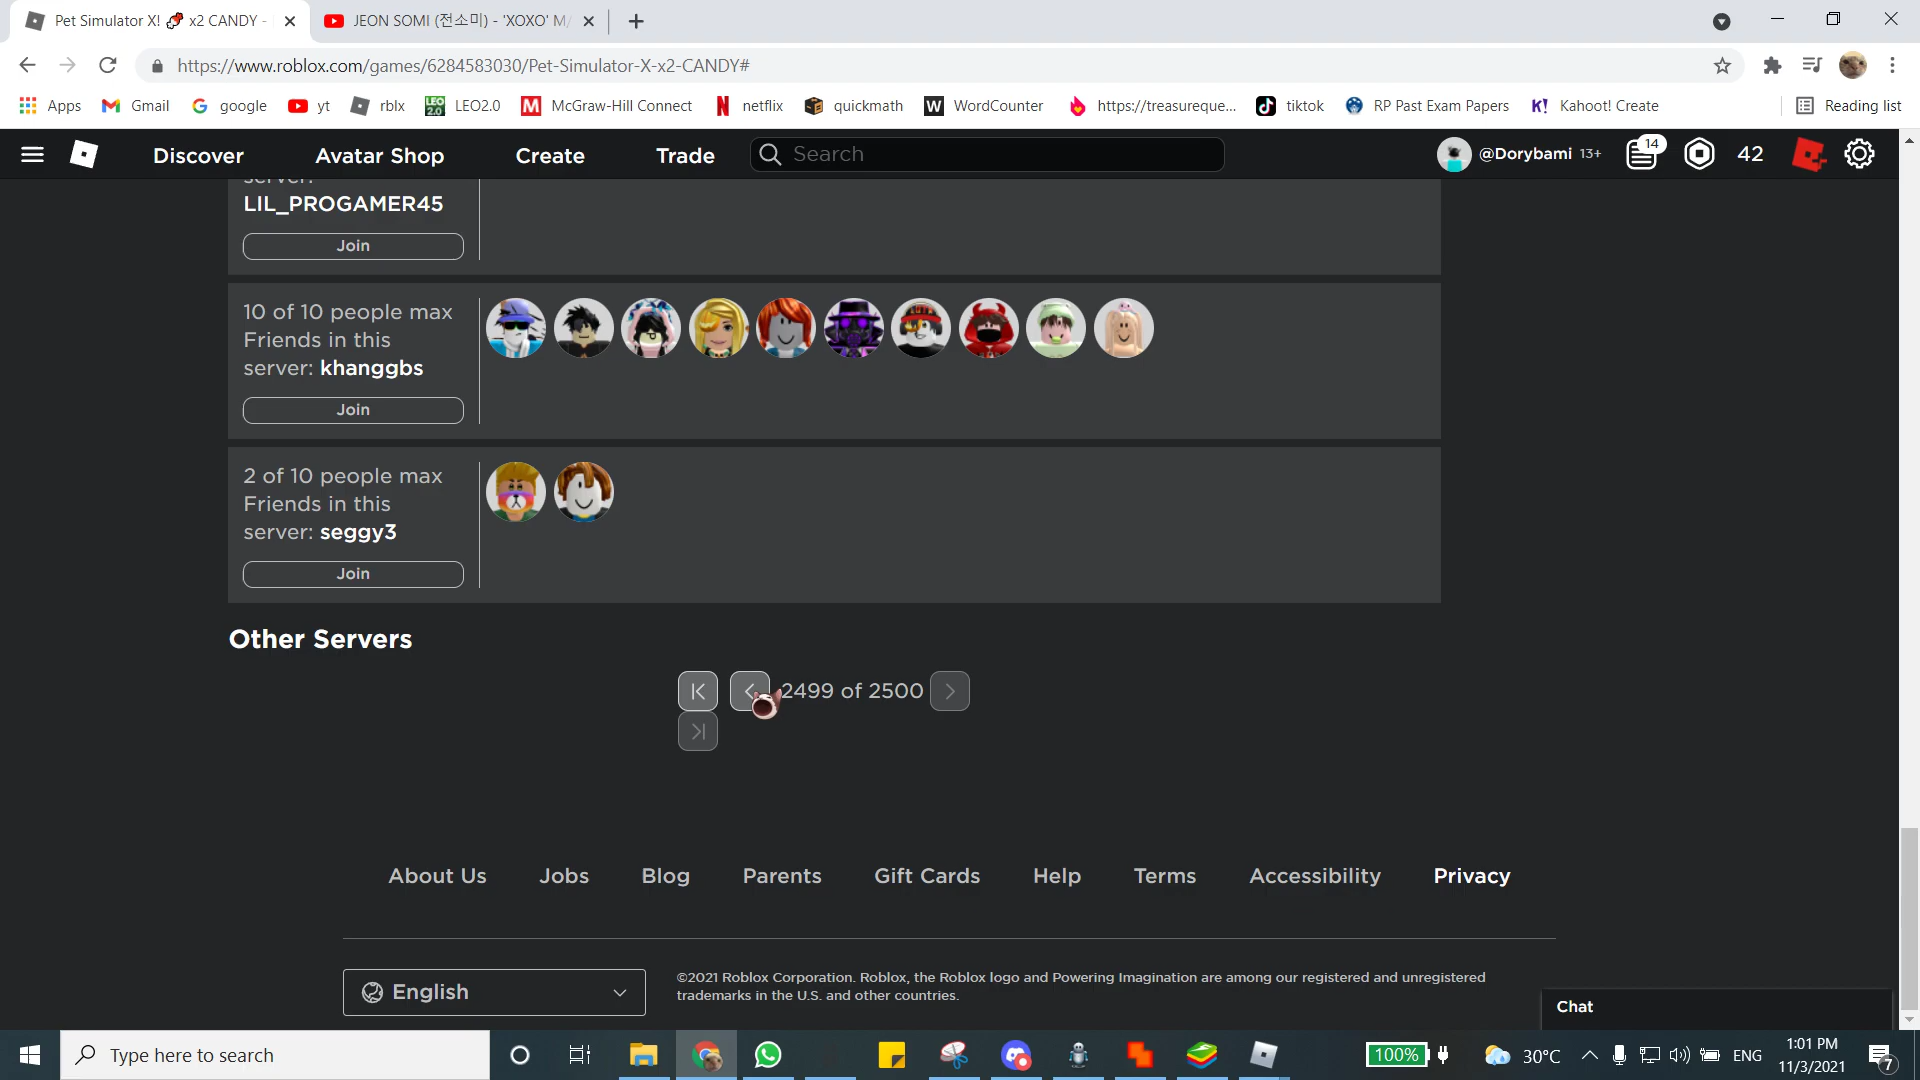 Pet Simulator X! x2 CANDY -
JEON SOMI (전소미) - 'XOXO' M/
https://www.roblox.com/games/6284583030/Pet-Simulator-X-x2-CANDY#
Apps Gmail google yt rblx LEO2.0 McGraw-Hill Connect netflix quickmath WordCounter https://treasureque... tiktok RP Past Exam Papers Kahoot! Create Reading list
Discover Avatar Shop Create Trade Search @Dorybami 13+ 14 42
server:
LIL_PROGAMER45
Join
10 of 10 people max
Friends in this
server: khanggbs
Join
2 of 10 people max
Friends in this
server: seggy3
Join
Other Servers
2499 of 2500
About Us Jobs Blog Parents Gift Cards Help Terms Accessibility Privacy
English
©2021 Roblox Corporation. Roblox, the Roblox logo and Powering Imagination are among our registered and unregistered
trademarks in the U.S. and other countries.
Chat
Type here to search
100%
30°C
ENG
1:01 PM
11/3/2021
7